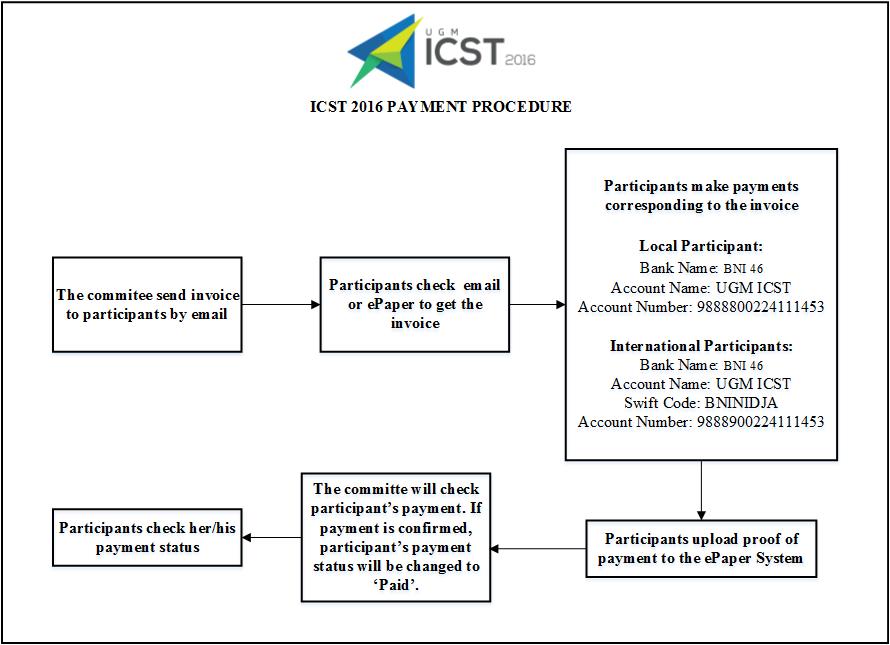 UGM
ICST 2016
ICST 2016 PAYMENT PROCEDURE
The commitee send invoice
to participants by email
Participants check email
or ePaper to get the
invoice
Participants make payments
corresponding to the invoice
Local Participant:
Bank Name: BNI 46
Account Name: UGM ICST
Account Number: 9888800224111453
International Participants:
Bank Name: BNI 46
Account Name: UGM ICST
Swift Code: BNINIDJA
Account Number: 9888900224111453
Participants upload proof of
payment to the ePaper System
The committe will check
participant’s payment. If
payment is confirmed,
participant’s payment
status will be changed to
‘Paid’.
Participants check her/his
payment status